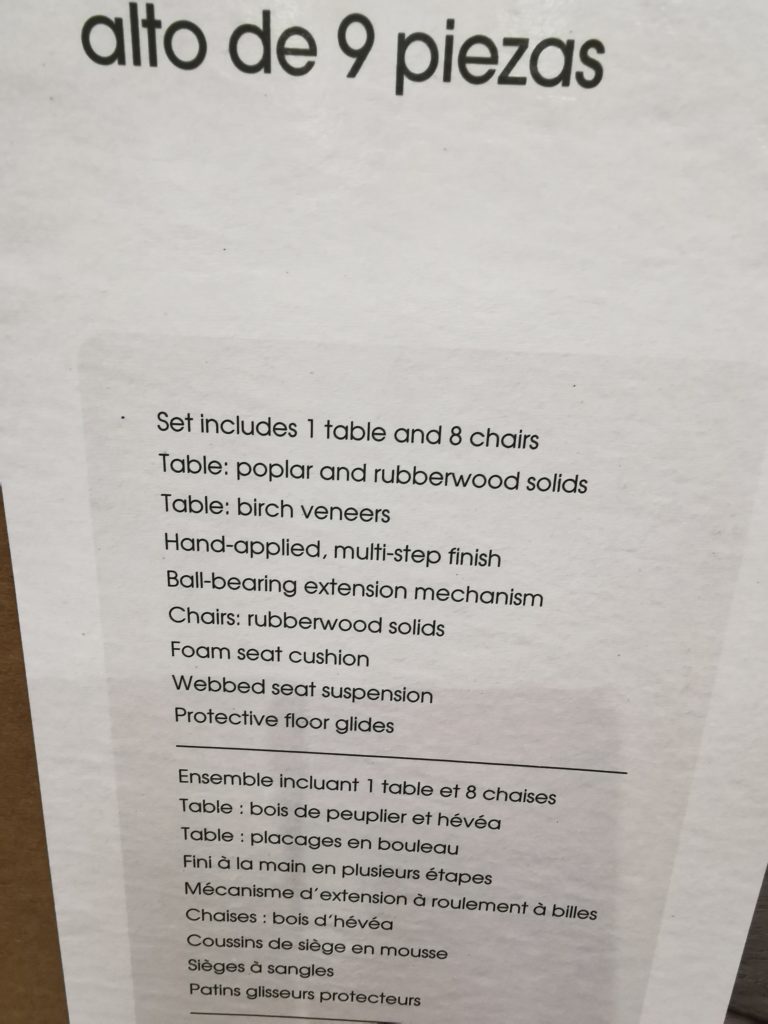 alto de 9 piezas
Set includes 1 table and 8 chairs
Table: poplar and rubberwood solids
Table: birch veneers
Hand-applied, multi-step finish
Ball-bearing extension mechanism
Chairs: rubberwood solids
Foam seat cushion
Webbed seat suspension
Protective floor glides
Ensemble incluant 1 table et 8 chaises
Table : bois de peuplier et hévéa
Table : placages en bouleau
Fini à la main en plusieurs étapes
Mécanisme d'extension à roulement à billes
Chaises : bois d'hévéa
Coussins de siège en mousse
Sièges à sangles
Patins glisseurs protecteurs